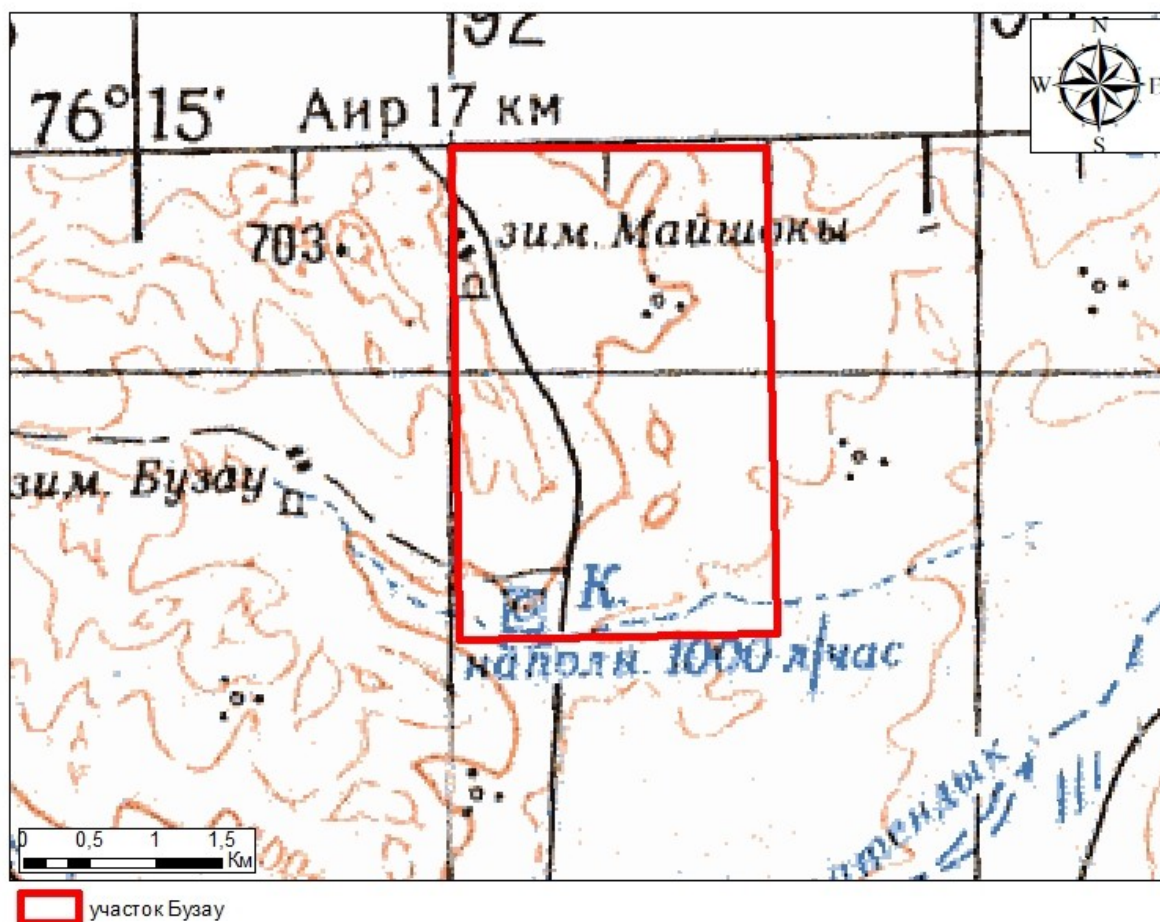 92
N
W
E
S
76° 15' Аир 17 км
зим. Майшокы
703
зим. Бузау
К.
наполн. 1000 л/час
0 0,5 1 1,5
Км
участок Бузау